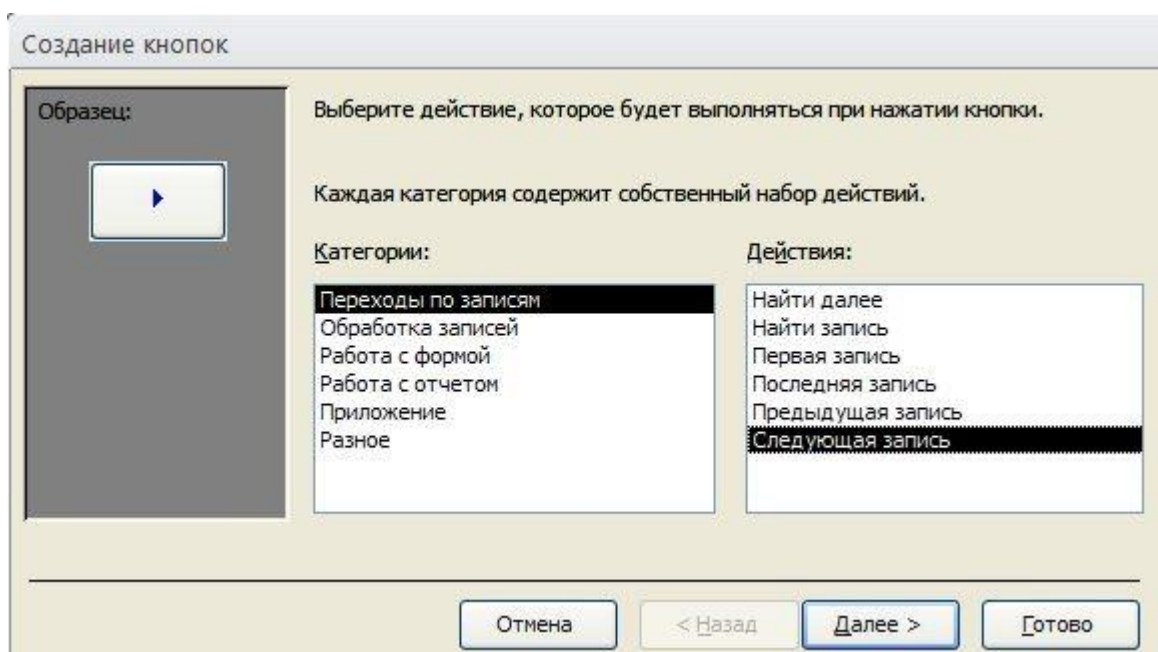 Создание кнопок
Образец:
Выберите действие, которое будет выполняться при нажатии кнопки.
Каждая категория содержит собственный набор действий.
Категории:
Переходы по записям
Обработка записей
Работа с формой
Работа с отчетом
Приложение
Разное
Действия:
Найти далее
Найти запись
Первая запись
Последняя запись
Предыдущая запись
Следующая запись
Отмена
< Назад
Далее >
Готово